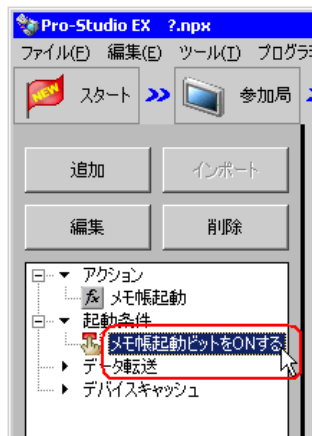 Pro-Studio EX ?.npx
ファイル(F) 編集(E) ツール(T) プログラ
NEW スタート 参加局
追加 インポート
編集 削除
アクション
fx メモ帳起動
起動条件
メモ帳起動ビットをONする
データ転送
デバイスキャッシュ